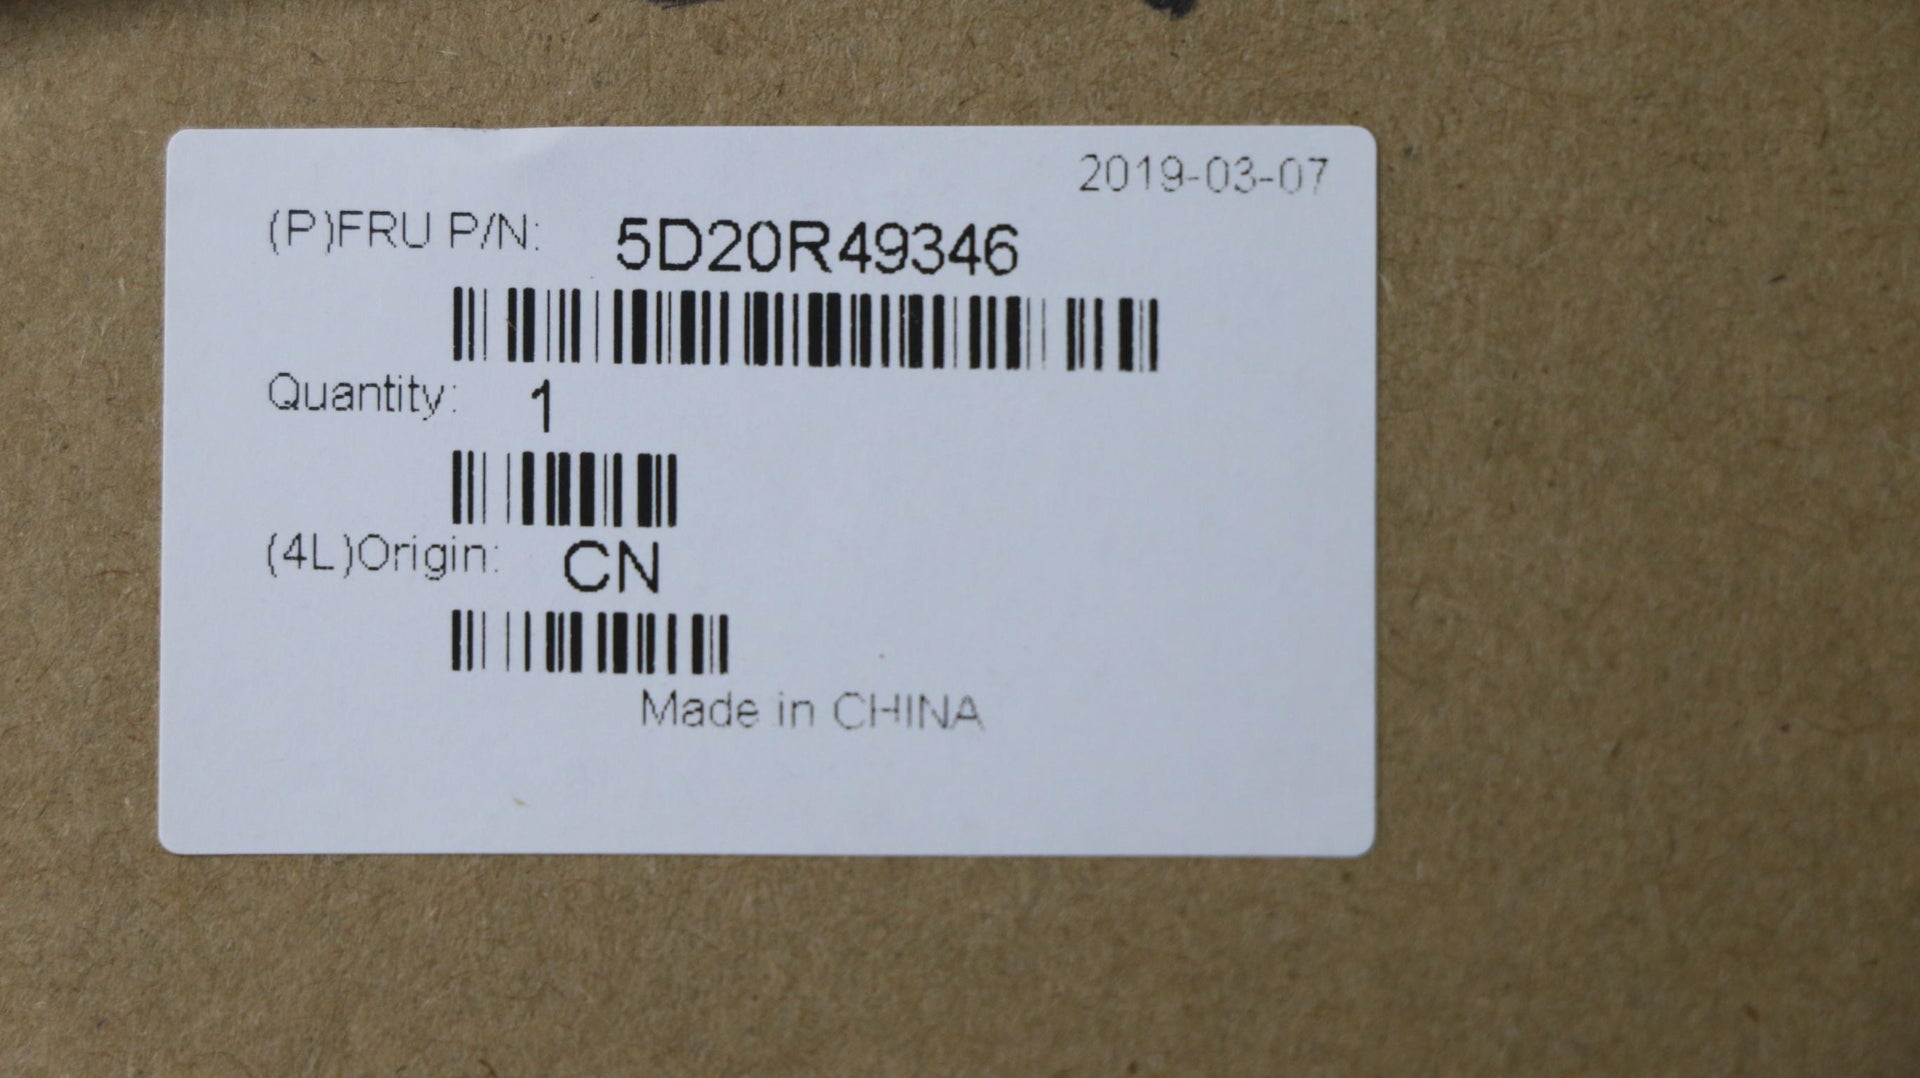 2019-03-07
(P)FRU P/N: 5D20R49346
Quantity: 1
(4L)Origin: CN
Made in CHINA